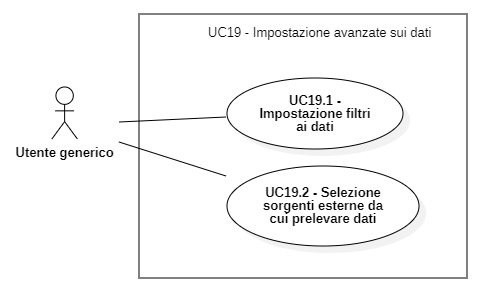 UC19 - Impostazione avanzate sui dati
UC19.1 -
Impostazione filtri
ai dati
Utente generico
UC19.2 - Selezione
sorgenti esterne da
cui prelevare dati